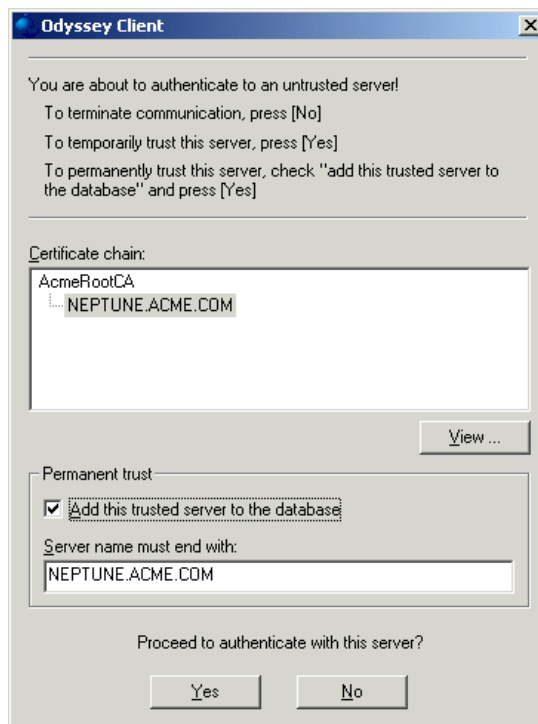 Odyssey Client
You are about to authenticate to an untrusted server!
To terminate communication, press [No]
To temporarily trust this server, press [Yes]
To permanently trust this server, check "add this trusted server to
the database" and press [Yes]
Certificate chain:
AcmeRootCA
NEPTUNE.ACME.COM
View ...
Permanent trust
Add this trusted server to the database
Server name must end with:
NEPTUNE.ACME.COM
Proceed to authenticate with this server?
Yes No